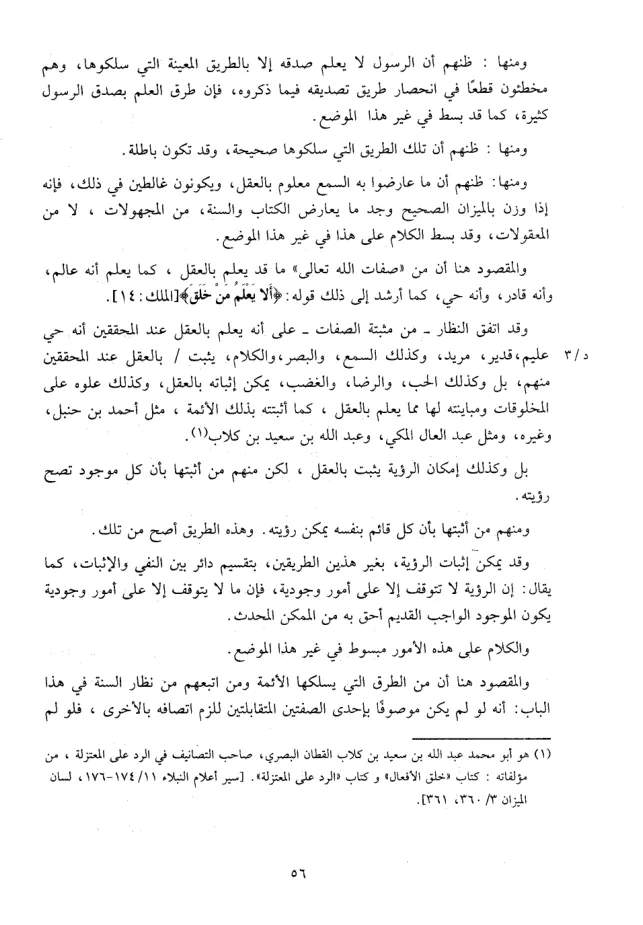 ومنها : ظنهم أن الرسول لا يعلم صدقه إلا بالطريق المعينة التي سلكوها، وهم
مخطئون قطعًا في انحصار طريق تصديقه فيما ذكروه، فإن طرق العلم بصدق الرسول
كثيرة، كما قد بسط في غير هذا الموضع.
ومنها : ظنهم أن تلك الطريق التي سلكوها صحيحة، وقد تكون باطلة.
ومنها: ظنهم أن ما عارضوا به السمع معلوم بالعقل، ويكونون غالطين في ذلك، فإنه
إذا وزن بالميزان الصحيح وجد ما يعارض الكتاب والسنة، من المجهولات ، لا من
المعقولات، وقد بسط الكلام على هذا في غير هذا الموضع.
والمقصود هنا أن من «صفات الله تعالى» ما قد يعلم بالعقل ، كما يعلم أنه عالم،
وأنه قادر، وأنه حي، كما أرشد إلى ذلك قوله: ﴿أَلا يَعْلَمُ مَنْ خَلَقَ﴾[الملك:١٤].
وقد اتفق النظار ــ من مثبتة الصفات ــ على أنه يعلم بالعقل عند المحققين أنه حي
د/ ٣ عليم،قدير، مريد، وكذلك السمع، والبصر،والكلام، يثبت / بالعقل عند المحققين
منهم، بل وكذلك الحب، والرضا، والغضب، يمكن إثباته بالعقل، وكذلك علوه على
المخلوقات ومباينته لها مما يعلم بالعقل ، كما أثبتته بذلك الأئمة ، مثل أحمد بن حنبل،
وغيره، ومثل عبد العال المكي، وعبد الله بن سعيد بن كلاب(١).
بل وكذلك إمكان الرؤية يثبت بالعقل ، لكن منهم من أثبتها بأن كل موجود تصح
رؤيته.
ومنهم من أثبتها بأن كل قائم بنفسه يمكن رؤيته. وهذه الطريق أصح من تلك.
وقد يمكن إثبات الرؤية، بغير هذين الطريقين، بتقسيم دائر بين النفي والإثبات، كما
يقال: إن الرؤية لا تتوقف إلا على أمور وجودية، فإن ما لا يتوقف إلا على أمور وجودية
يكون الموجود الواجب القديم أحق به من الممكن المحدث.
والكلام على هذه الأمور مبسوط في غير هذا الموضع.
والمقصود هنا أن من الطرق التي يسلكها الأئمة ومن اتبعهم من نظار السنة في هذا
الباب: أنه لو لم يكن موصوفًا بإحدى الصفتين المتقابلتين للزم اتصافه بالأخرى ، فلو لم
(١) هو أبو محمد عبد الله بن سعيد بن كلاب القطان البصري، صاحب التصانيف في الرد على المعتزلة ، من
مؤلفاته : كتاب «خلق الأفعال» و كتاب «الرد على المعتزلة». [سير أعلام النبلاء ١١/ ١٧٤-١٧٦، لسان
الميزان ٣/ ٣٦٠، ٣٦١].
٥٦